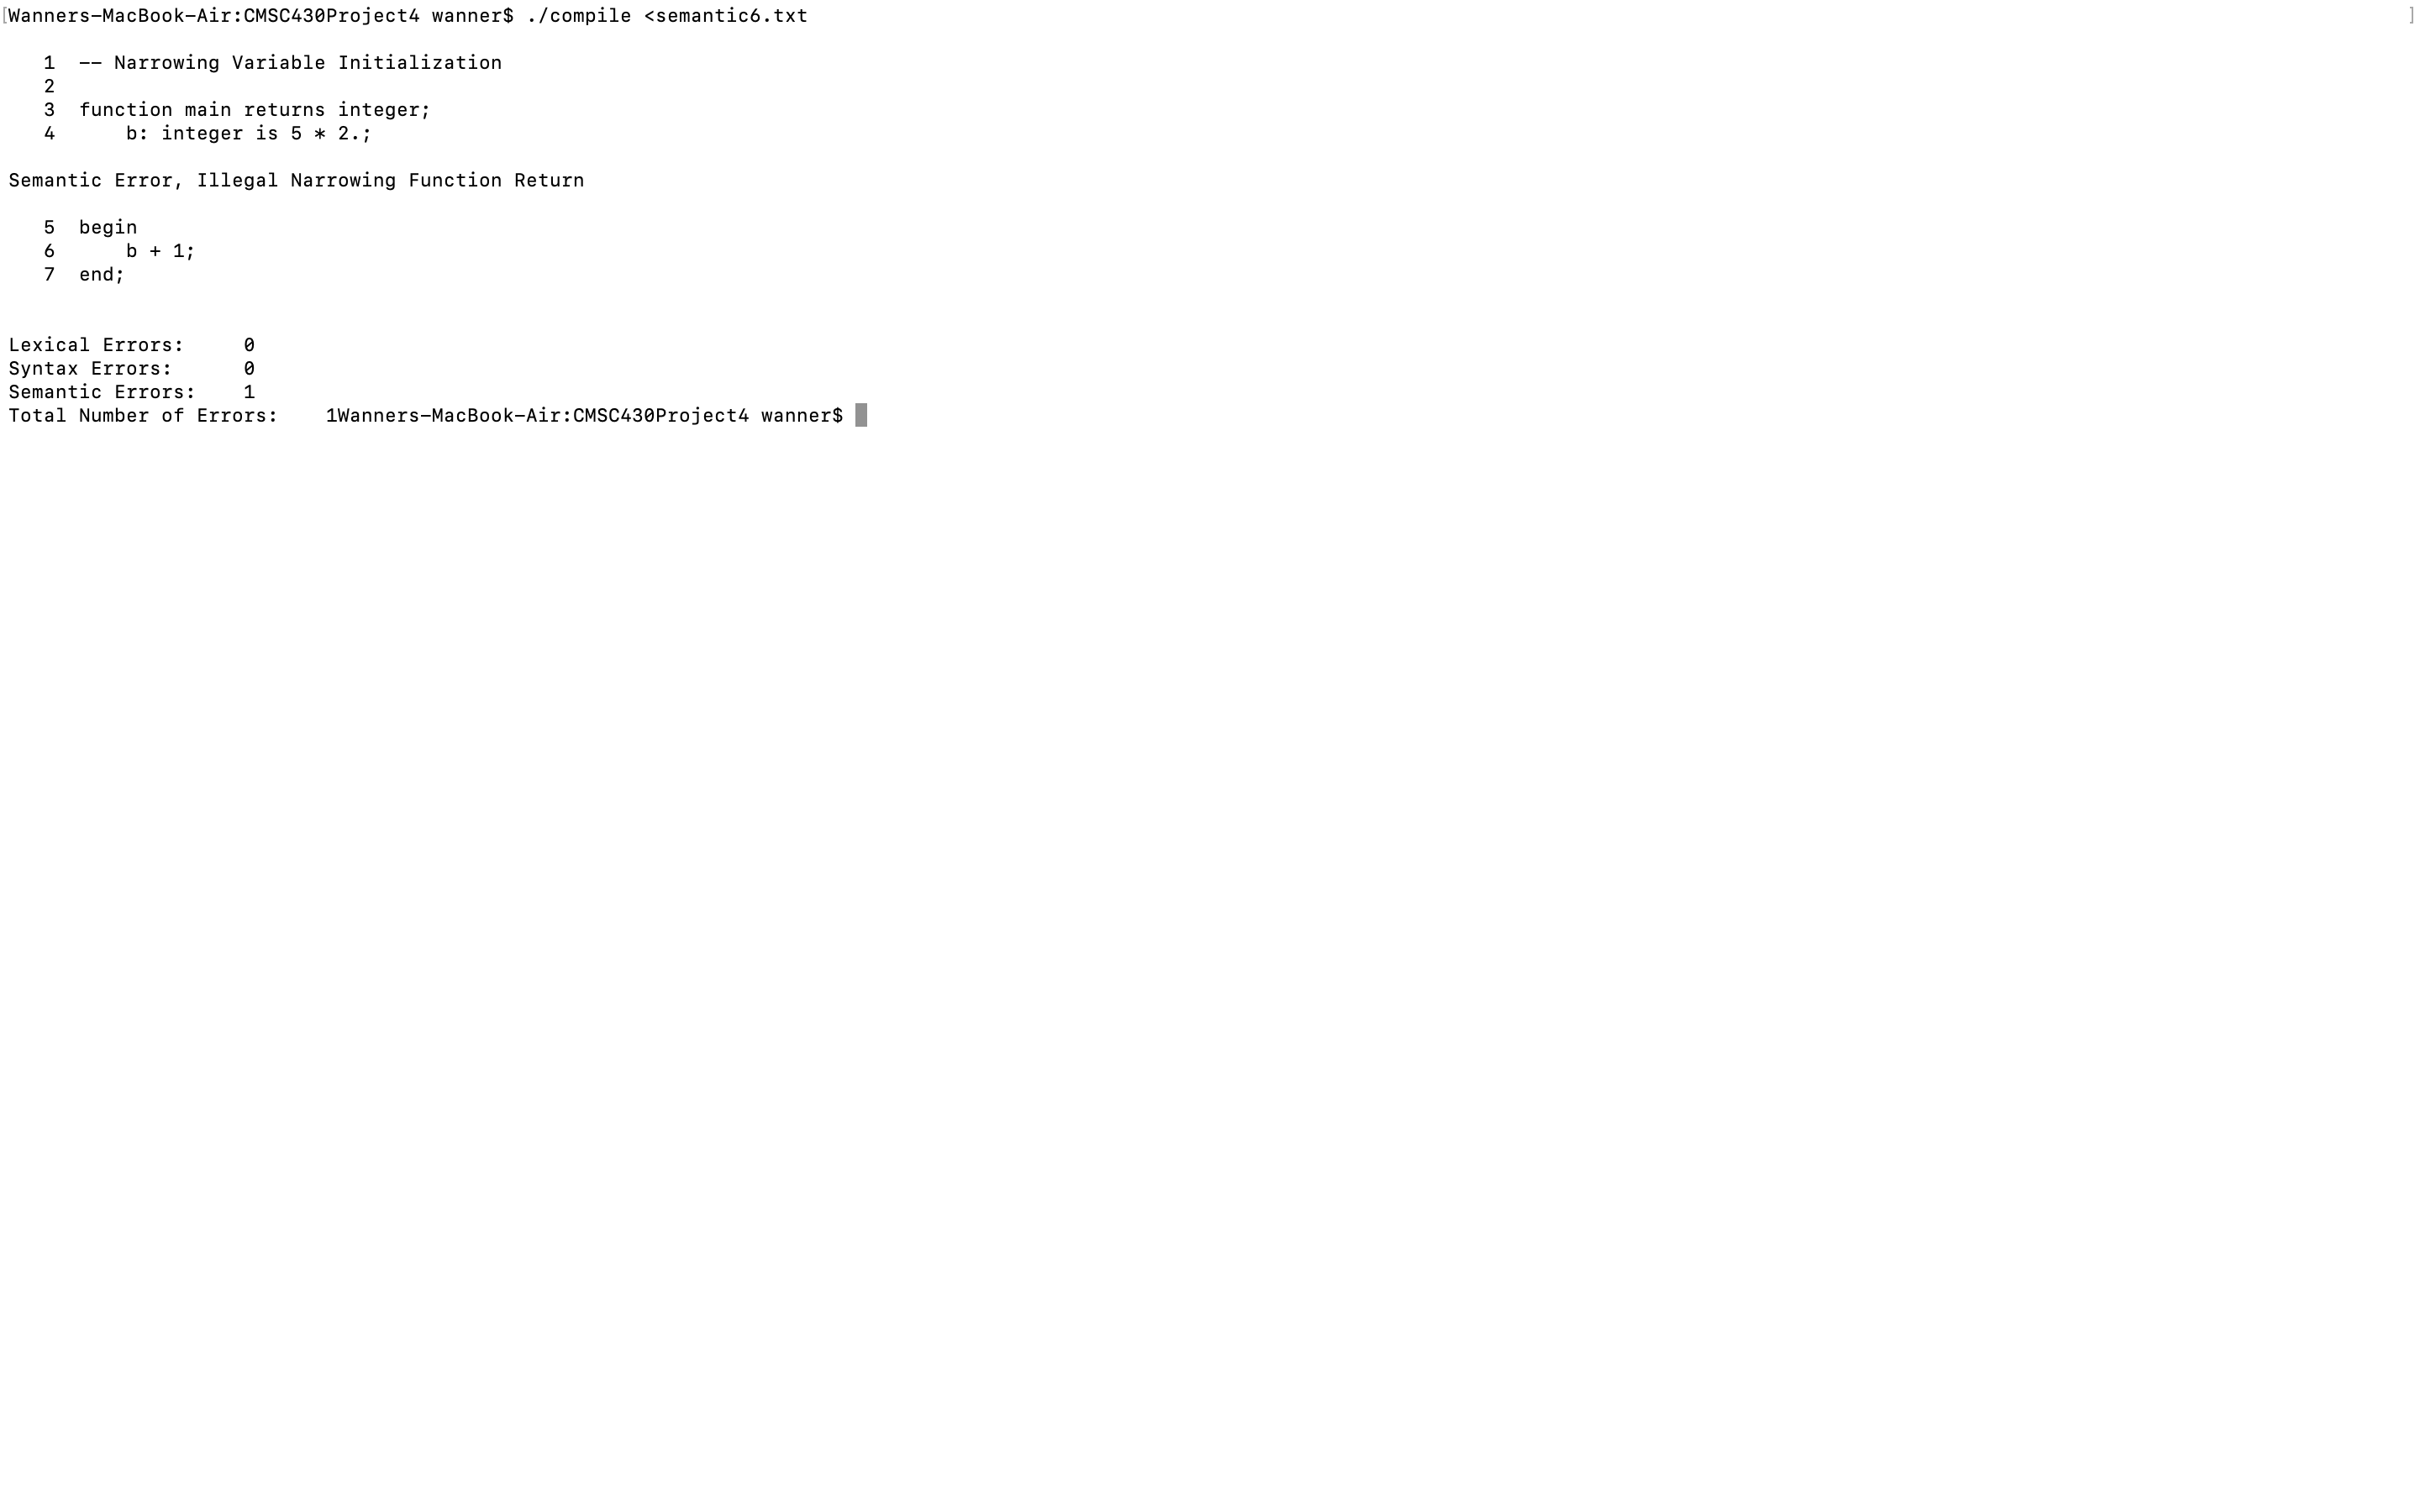 [Wanners-MacBook-Air:CMSC430Project4 wanner$ ./compile <semantic6.txt ]
1 -- Narrowing Variable Initialization
2
3 function main returns integer;
4 b: integer is 5 * 2.;
Semantic Error, Illegal Narrowing Function Return
5 begin
6 b + 1;
7 end;
Lexical Errors: 0
Syntax Errors: 0
Semantic Errors: 1
Total Number of Errors: 1Wanners-MacBook-Air:CMSC430Project4 wanner$